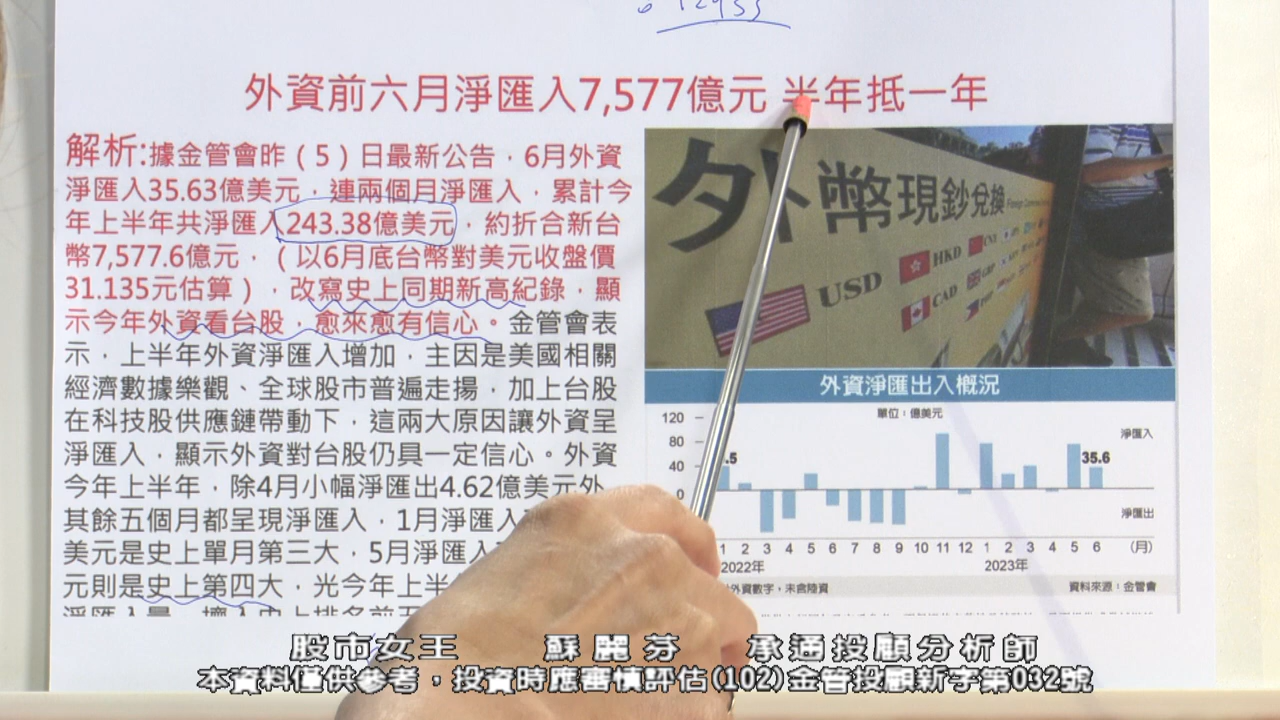 12953
外資前六月淨匯入7,577億元 半年抵一年
解析:據金管會昨（5）日最新公告，6月外資
淨匯入35.63億美元，連兩個月淨匯入，累計今
年上半年共淨匯入243.38億美元，約折合新台
幣7,577.6億元，（以6月底台幣對美元收盤價
31.135元估算），改寫史上同期新高紀錄，顯
示今年外資看台股，愈來愈有信心。金管會表
示，上半年外資淨匯入增加，主因是美國相關
經濟數據樂觀、全球股市普遍走揚，加上台股
在科技股供應鏈帶動下，這兩大原因讓外資呈
淨匯入，顯示外資對台股仍具一定信心。外資
今年上半年，除4月小幅淨匯出4.62億美元外
其餘五個月都呈現淨匯入，1月淨匯入
美元是史上單月第三大，5月淨匯入
元則是史上第四大，光今年上半
外幣現鈔兌換
USD
HKD
CAD
外資淨匯出入概況
單位：億美元
120
80
40
0
.5
35.6
淨匯入
淨匯出
1 2 3 4 5 6 7 8 9 10 11 12 1 2 3 4 5 6 (月)
2022年 2023年
外資數字，未含陸資
資料來源：金管會
股市女王 蘇麗芬 承通投顧分析師
本資料僅供參考，投資時應審慎評估(102)金管投顧新字第032號